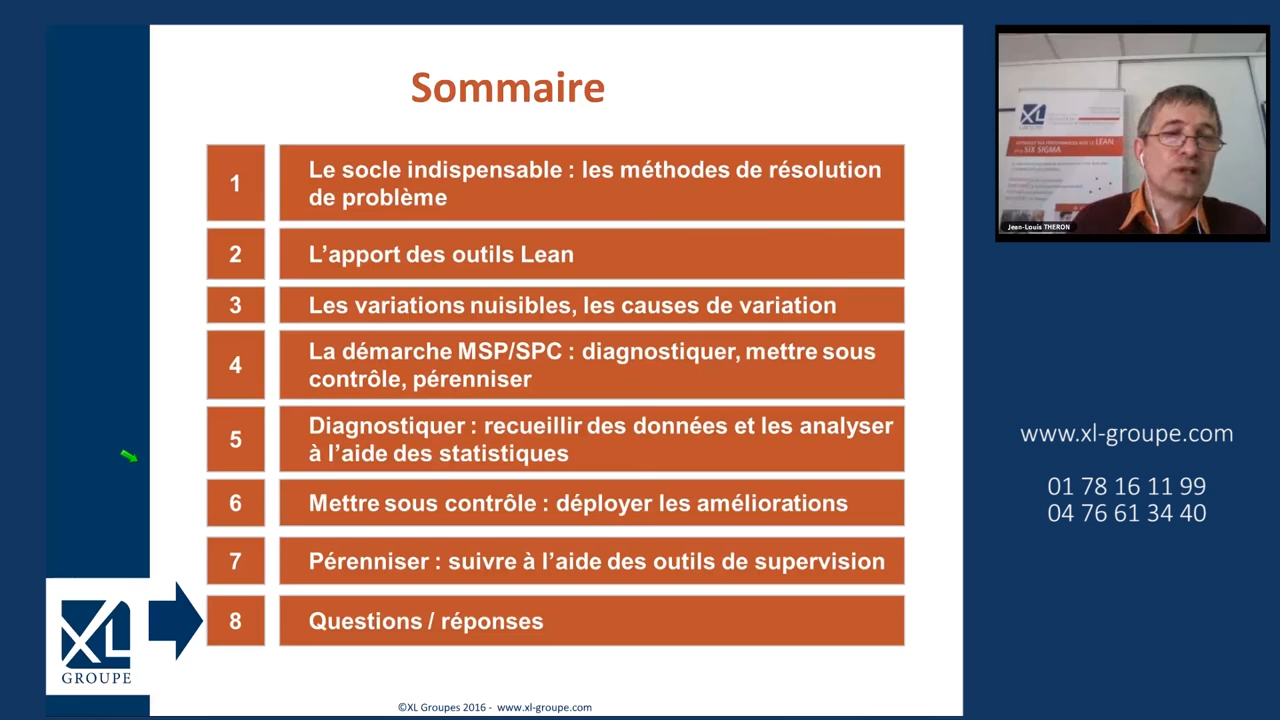 Sommaire
1
Le socle indispensable : les méthodes de résolution
de problème
2
L’apport des outils Lean
3
Les variations nuisibles, les causes de variation
4
La démarche MSP/SPC : diagnostiquer, mettre sous
contrôle, pérenniser
5
Diagnostiquer : recueillir des données et les analyser
à l’aide des statistiques
6
Mettre sous contrôle : déployer les améliorations
7
Pérenniser : suivre à l’aide des outils de supervision
8
Questions / réponses
XL
GROUPE
©XL Groupes 2016 - www.xl-groupe.com
XL
LEAN
SIX SIGMA
Jean-Louis THERON
www.xl-groupe.com
01 78 16 11 99
04 76 61 34 40